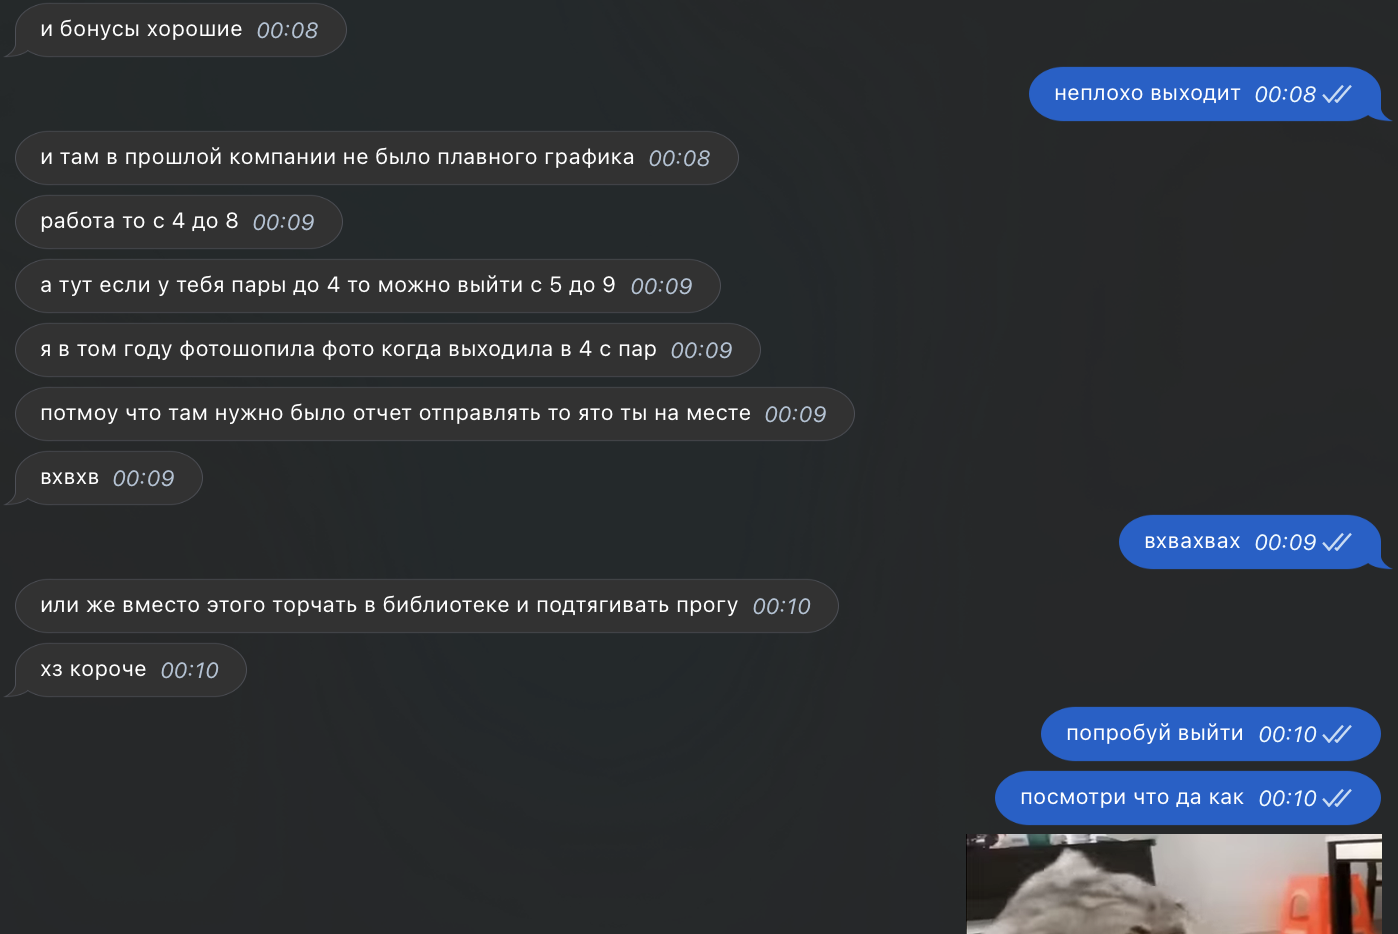 и бонусы хорошие 00:08
неплохо выходит 00:08
и там в прошлой компании не было плавного графика 00:08
работа то с 4 до 8 00:09
а тут если у тебя пары до 4 то можно выйти с 5 до 9 00:09
я в том году фотошопила фото когда выходила в 4 с пар 00:09
потмоу что там нужно было отчет отправлять то ято ты на месте 00:09
вхвхв 00:09
вхвахвах 00:09
или же вместо этого торчать в библиотеке и подтягивать прогу 00:10
хз короче 00:10
попробуй выйти 00:10
посмотри что да как 00:10